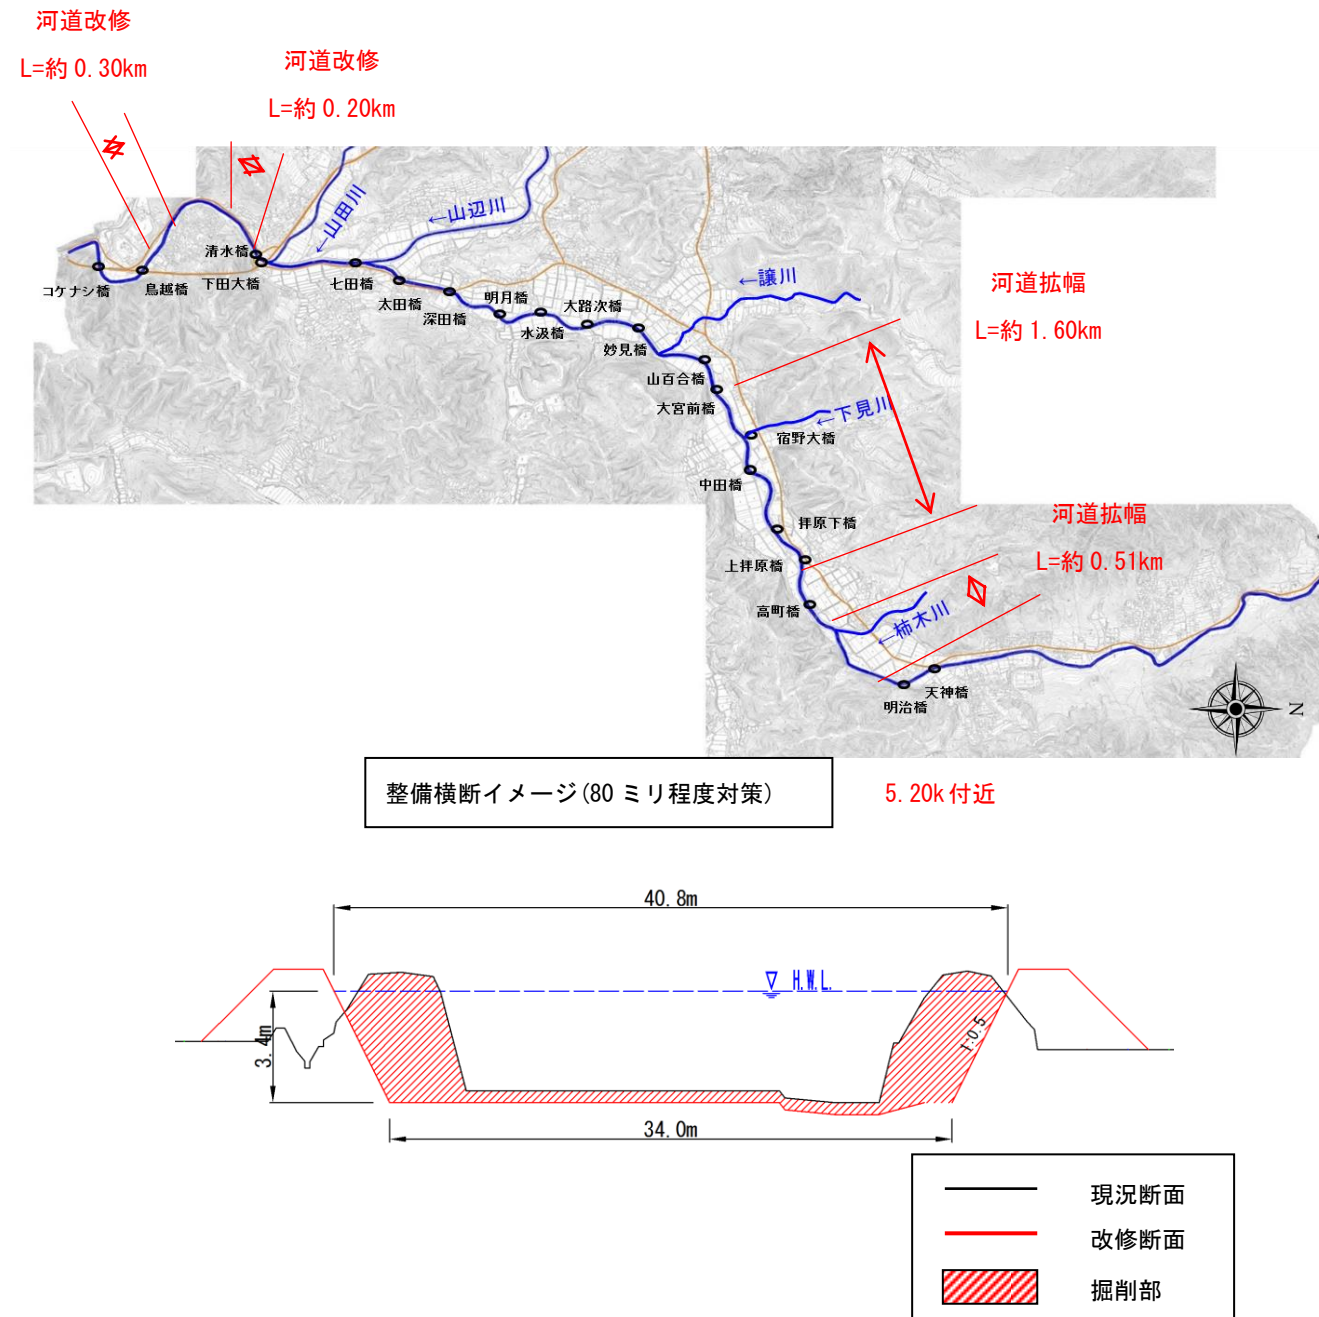 河道改修
L=約 0.30km
河道改修
L=約 0.20km
←山田川
←山辺川
清水橋
コケナシ橋
鳥越橋
下田大橋
七田橋
太田橋
深田橋
明月橋
水汲橋
大路次橋
妙見橋
←譲川
河道拡幅
L=約 1.60km
山百合橋
大宮前橋
←下見川
宿野大橋
中田橋
拝原下橋
上拝原橋
河道拡幅
L=約 0.51km
高町橋
←柿木川
天神橋
明治橋
N
整備横断イメージ(80 ミリ程度対策)
5.20k 付近
40.8m
H.W.L.
3.4m
1:0.5
34.0m
現況断面
改修断面
掘削部